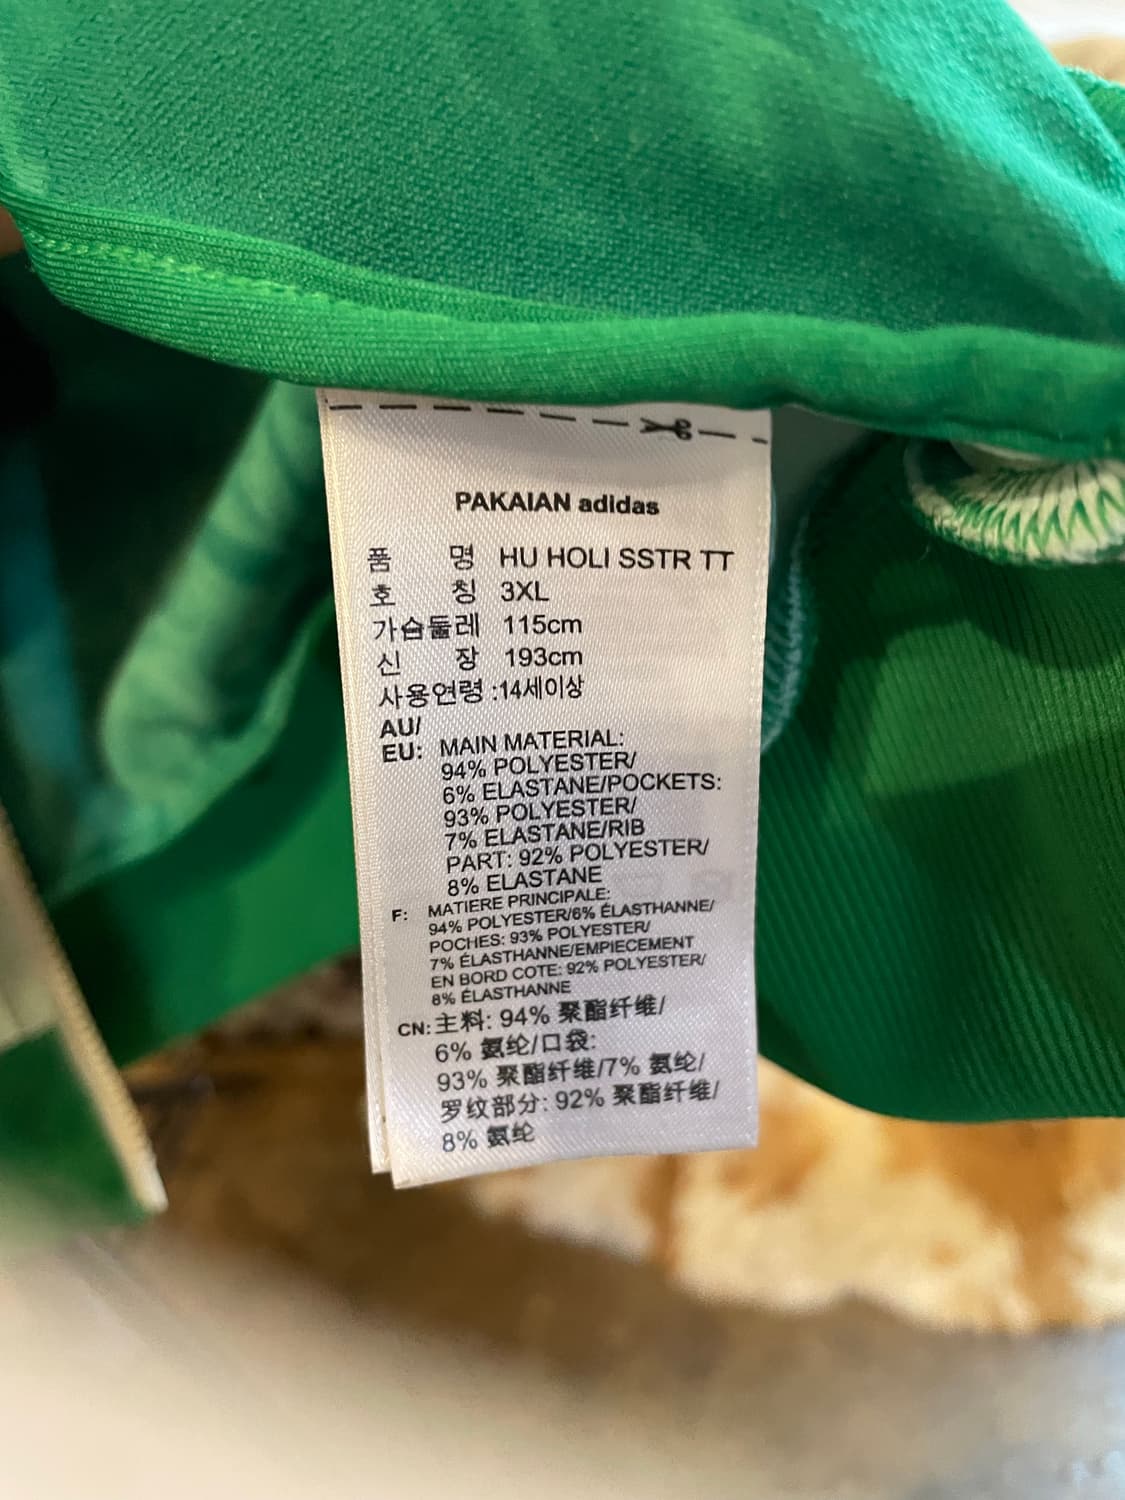 PAKAIAN adidas
품 명 HU HOLI SSTR TT
호 칭 3XL
가슴둘레 115cm
신 장 193cm
사용연령 :14세이상
AU/
EU: MAIN MATERIAL:
94% POLYESTER/
6% ELASTANE/POCKETS:
93% POLYESTER/
7% ELASTANE/RIB
PART: 92% POLYESTER/
8% ELASTANE
F: MATIERE PRINCIPALE:
94% POLYESTER/6% ÉLASTHANNE/
POCHES: 93% POLYESTER/
7% ÉLASTHANNE/EMPIECEMENT
EN BORD COTE: 92% POLYESTER/
8% ÉLASTHANNE
CN: 主料: 94% 聚酯纤维/
6% 氨纶/口袋:
93% 聚酯纤维/7% 氨纶/
罗纹部分: 92% 聚酯纤维/
8% 氨纶